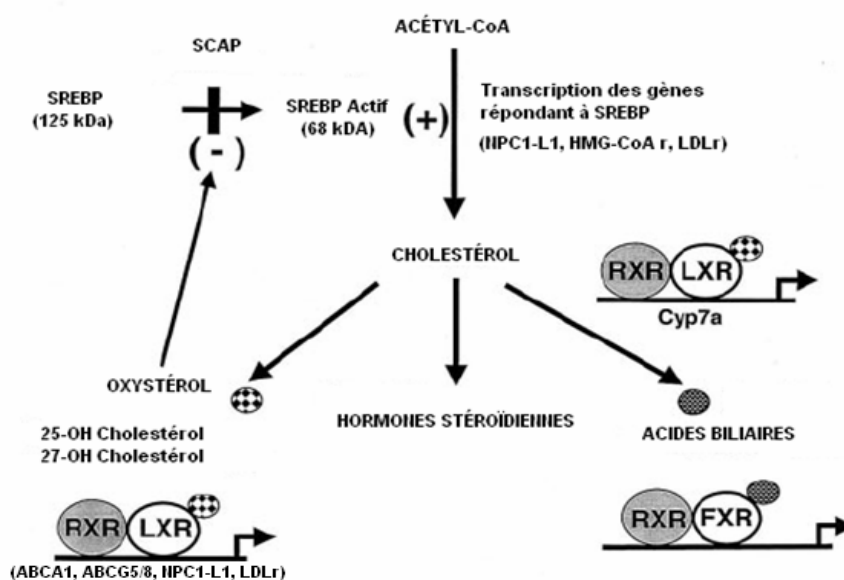 ACÉTYL-CoA
SCAP
SREBP
(125 kDa)
SREBP Actif
(68 kDA)
(+)
(-)
Transcription des gènes
répondant à SREBP
(NPC1-L1, HMG-CoA r, LDLr)
CHOLESTÉROL
RXR
LXR
Cyp7a
OXYSTÉROL
25-OH Cholestérol
27-OH Cholestérol
HORMONES STÉROÏDIENNES
ACIDES BILIAIRES
RXR
LXR
(ABCA1, ABCG5/8, NPC1-L1, LDLr)
RXR
FXR